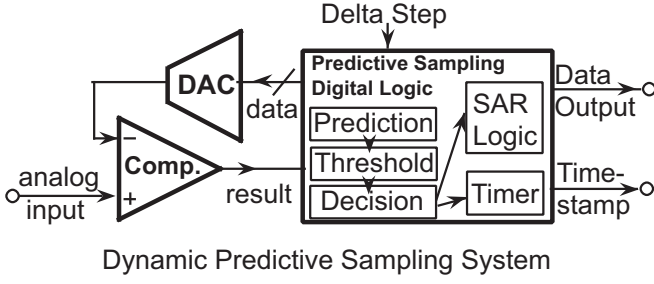 Delta Step
Predictive Sampling
Digital Logic
DAC
data
Data
Output
SAR
Logic
Prediction
Threshold
Decision
Timer
−
Comp.
+
analog
input
result
Time-
stamp
Dynamic Predictive Sampling System